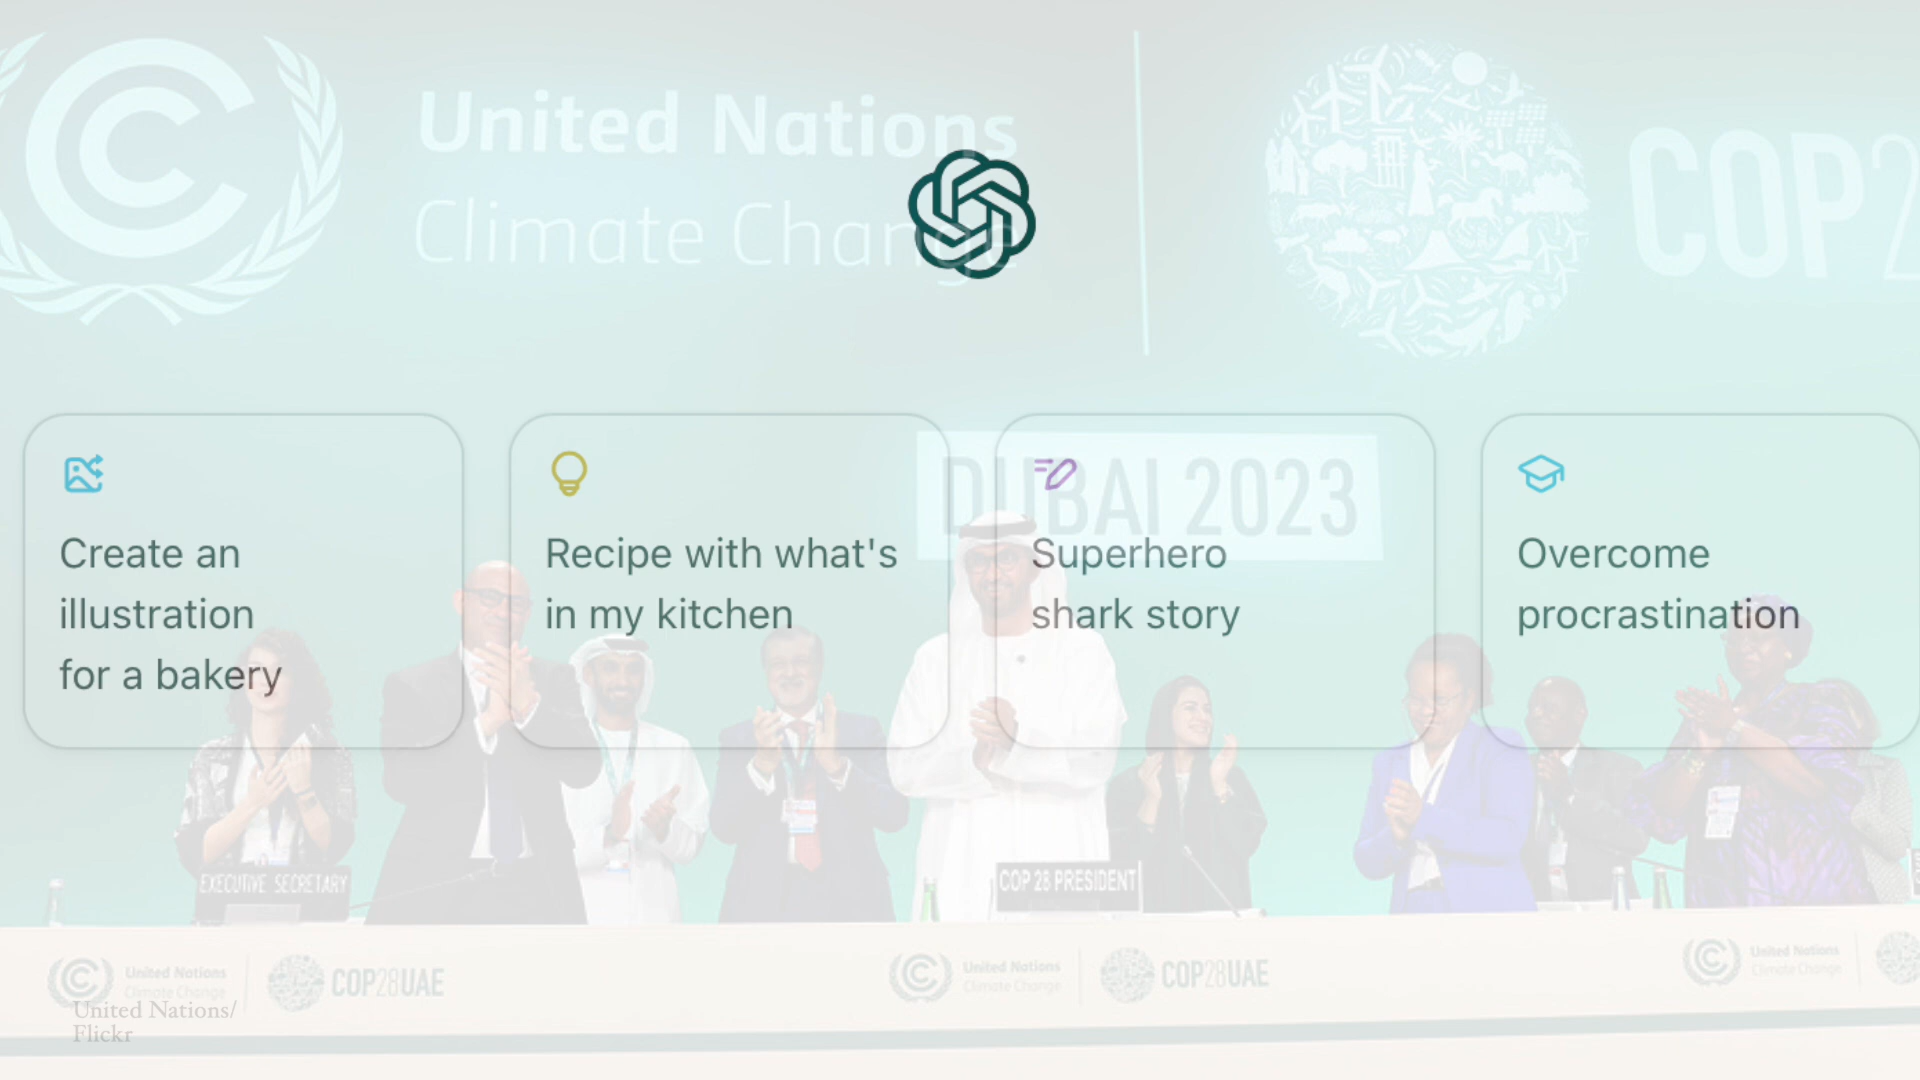 United Nations
Climate Change
COP2
DUBAI 2023
Create an
illustration
for a bakery
Recipe with what's
in my kitchen
Superhero
shark story
Overcome
procrastination
EXECUTIVE SECRETARY
COP 28 PRESIDENT
United Nations
Climate Change
COP28UAE
United Nations
Climate Change
COP28UAE
United Nations
Climate Change
United Nations/
Flickr